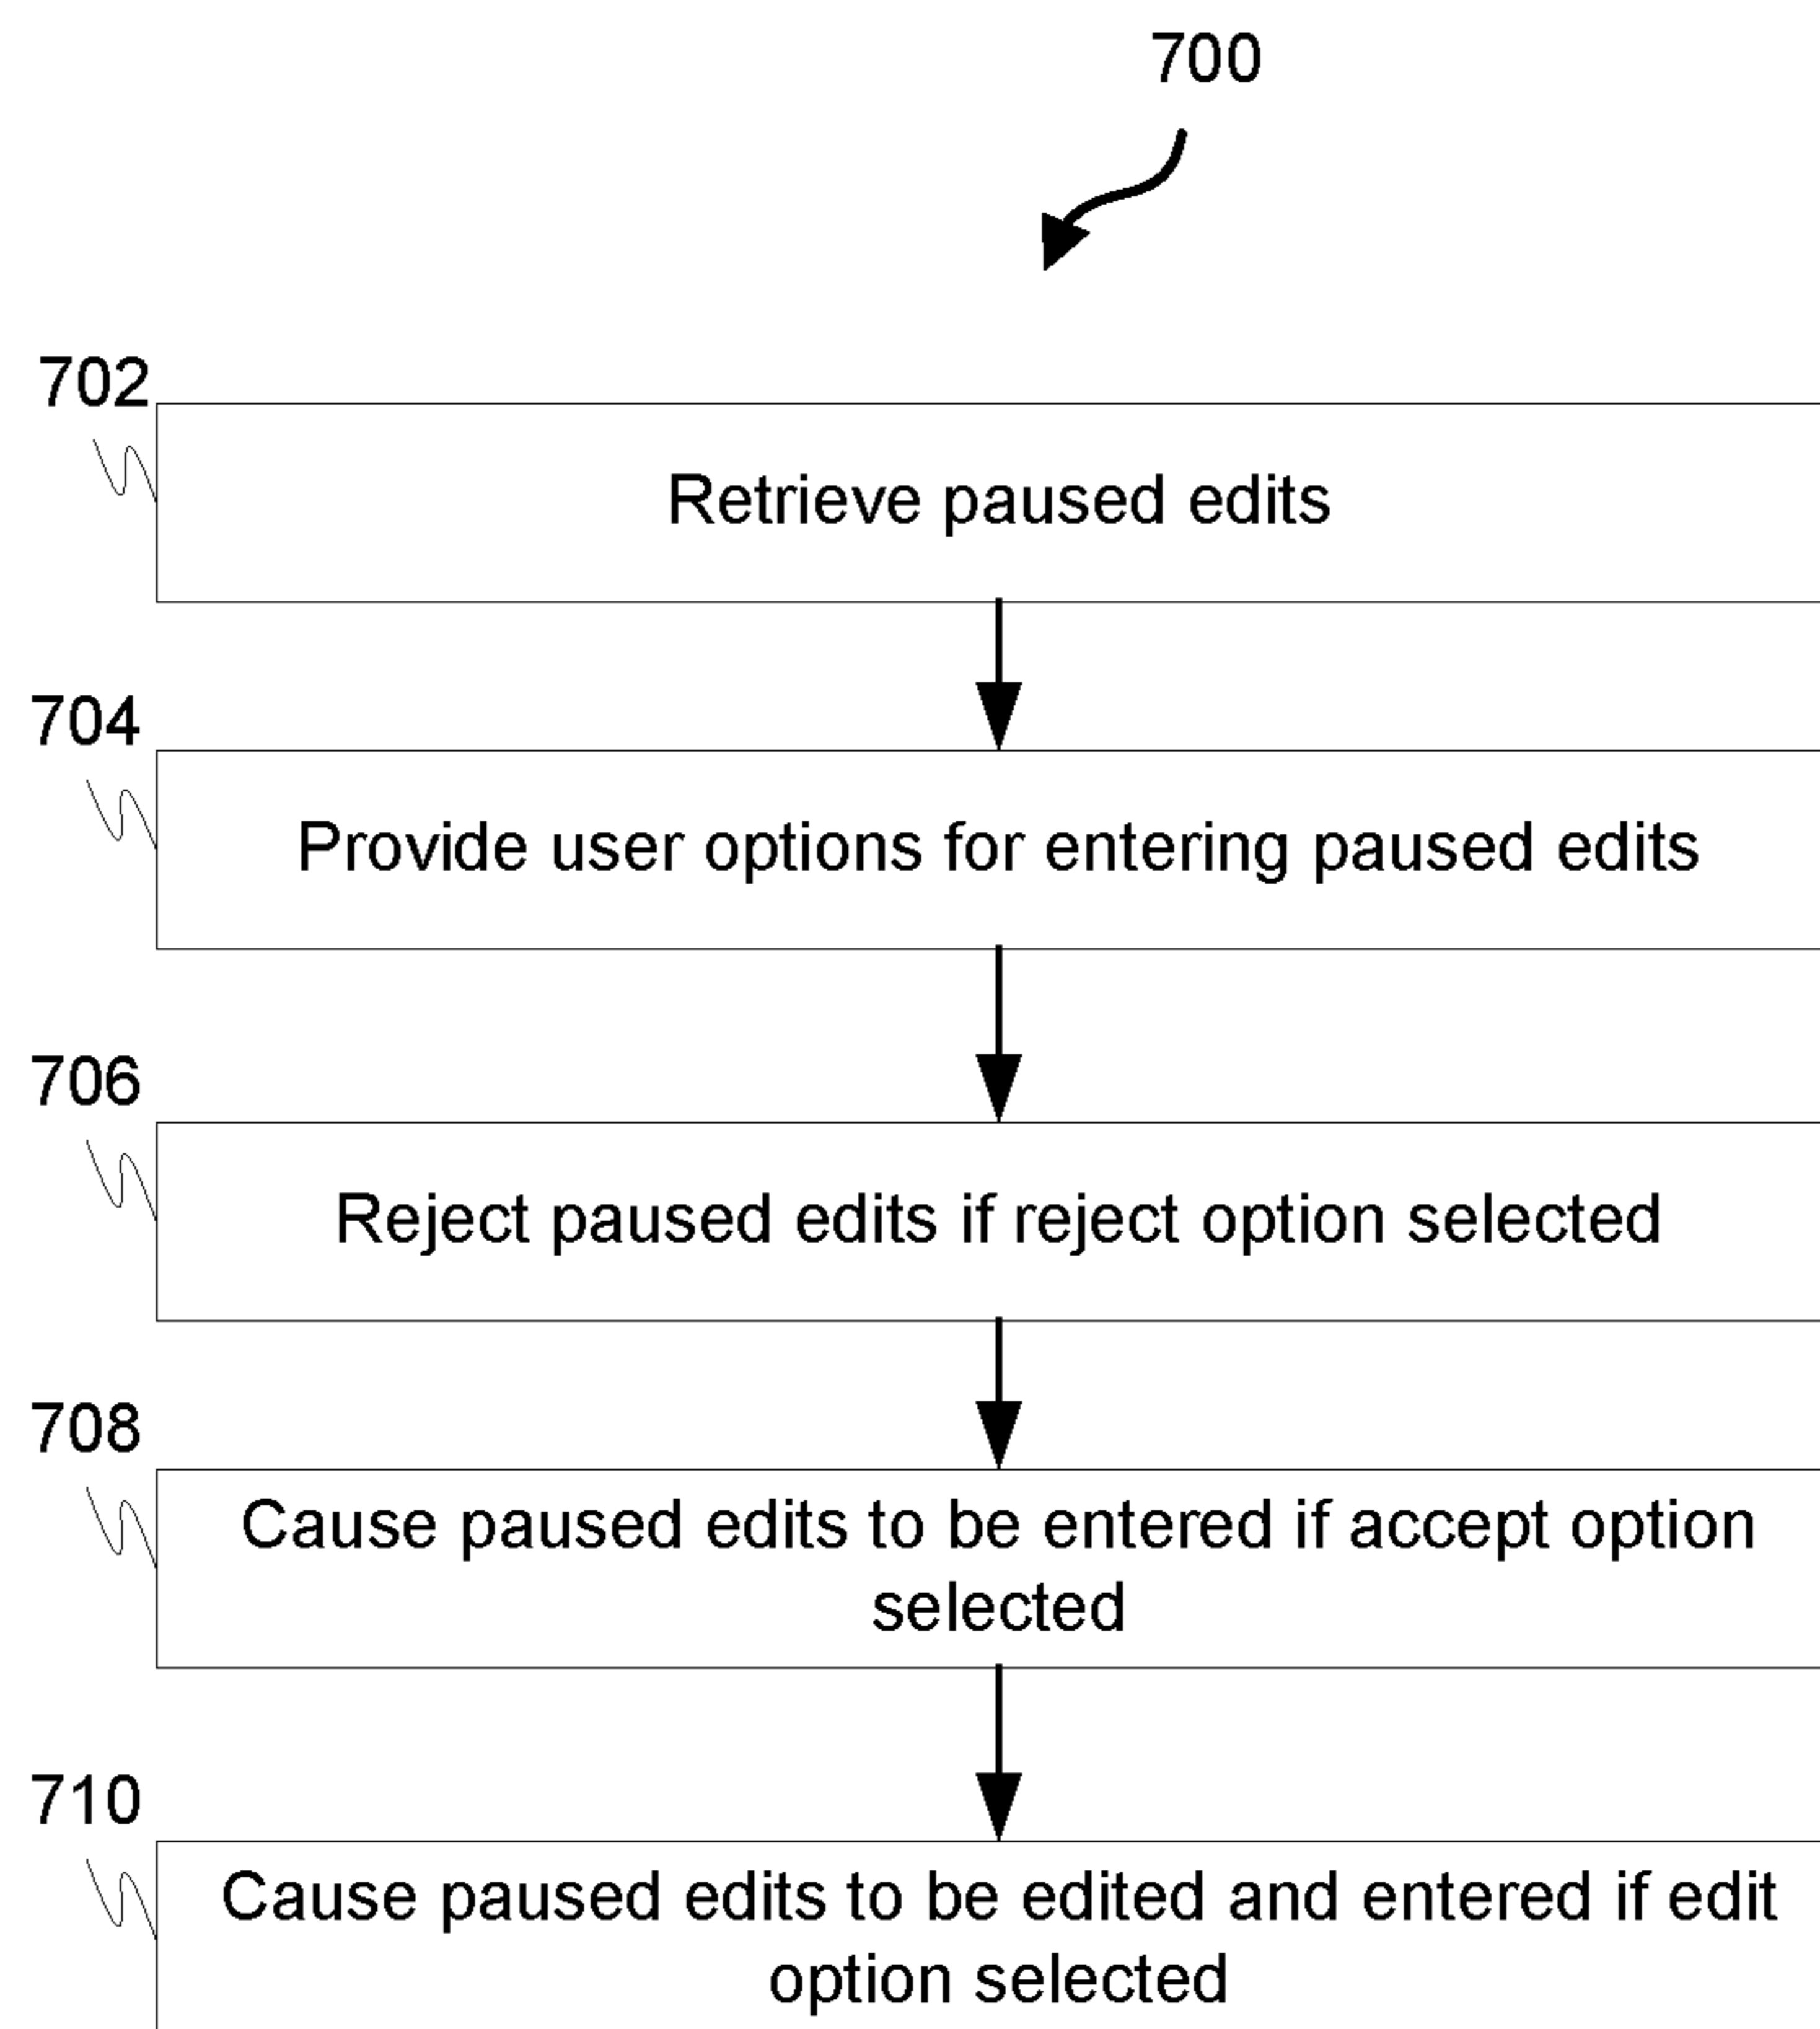 700
702
Retrieve paused edits
704
Provide user options for entering paused edits
706
Reject paused edits if reject option selected
708
Cause paused edits to be entered if accept option
selected
710
Cause paused edits to be edited and entered if edit
option selected